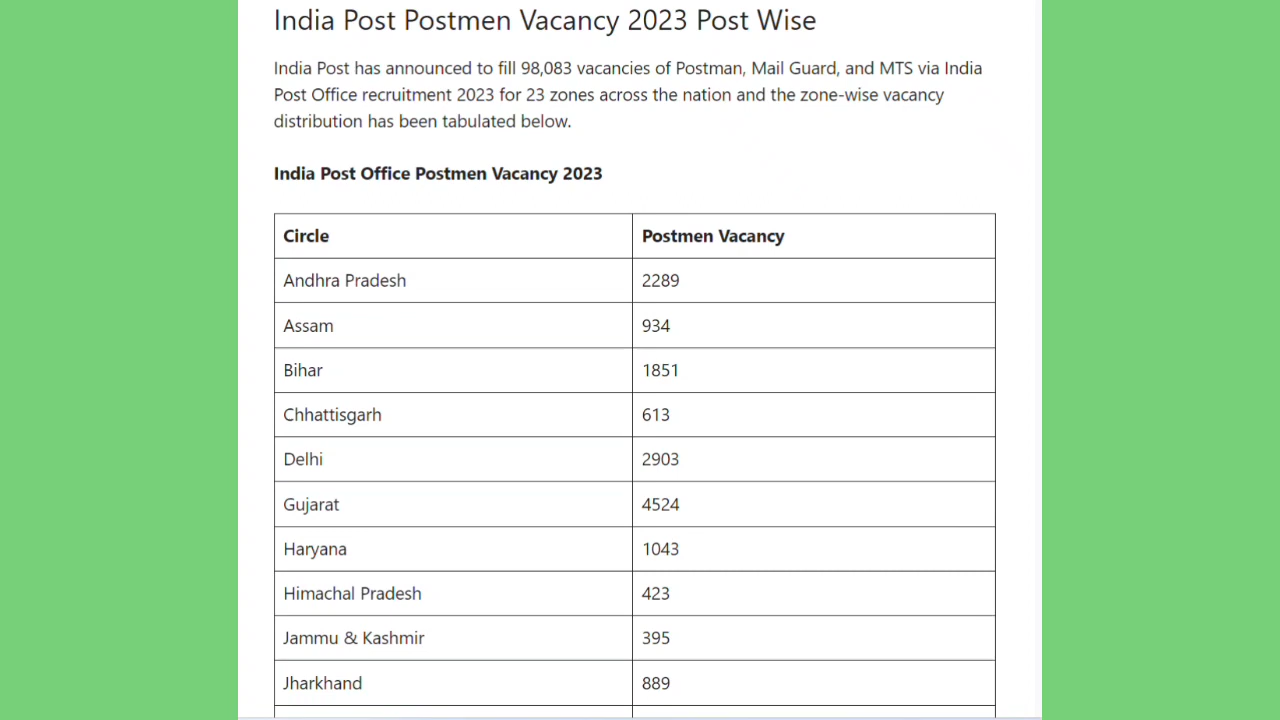 India Post Postmen Vacancy 2023 Post Wise
India Post has announced to fill 98,083 vacancies of Postman, Mail Guard, and MTS via India
Post Office recruitment 2023 for 23 zones across the nation and the zone-wise vacancy
distribution has been tabulated below.
India Post Office Postmen Vacancy 2023
Circle Postmen Vacancy
Andhra Pradesh 2289
Assam 934
Bihar 1851
Chhattisgarh 613
Delhi 2903
Gujarat 4524
Haryana 1043
Himachal Pradesh 423
Jammu & Kashmir 395
Jharkhand 889